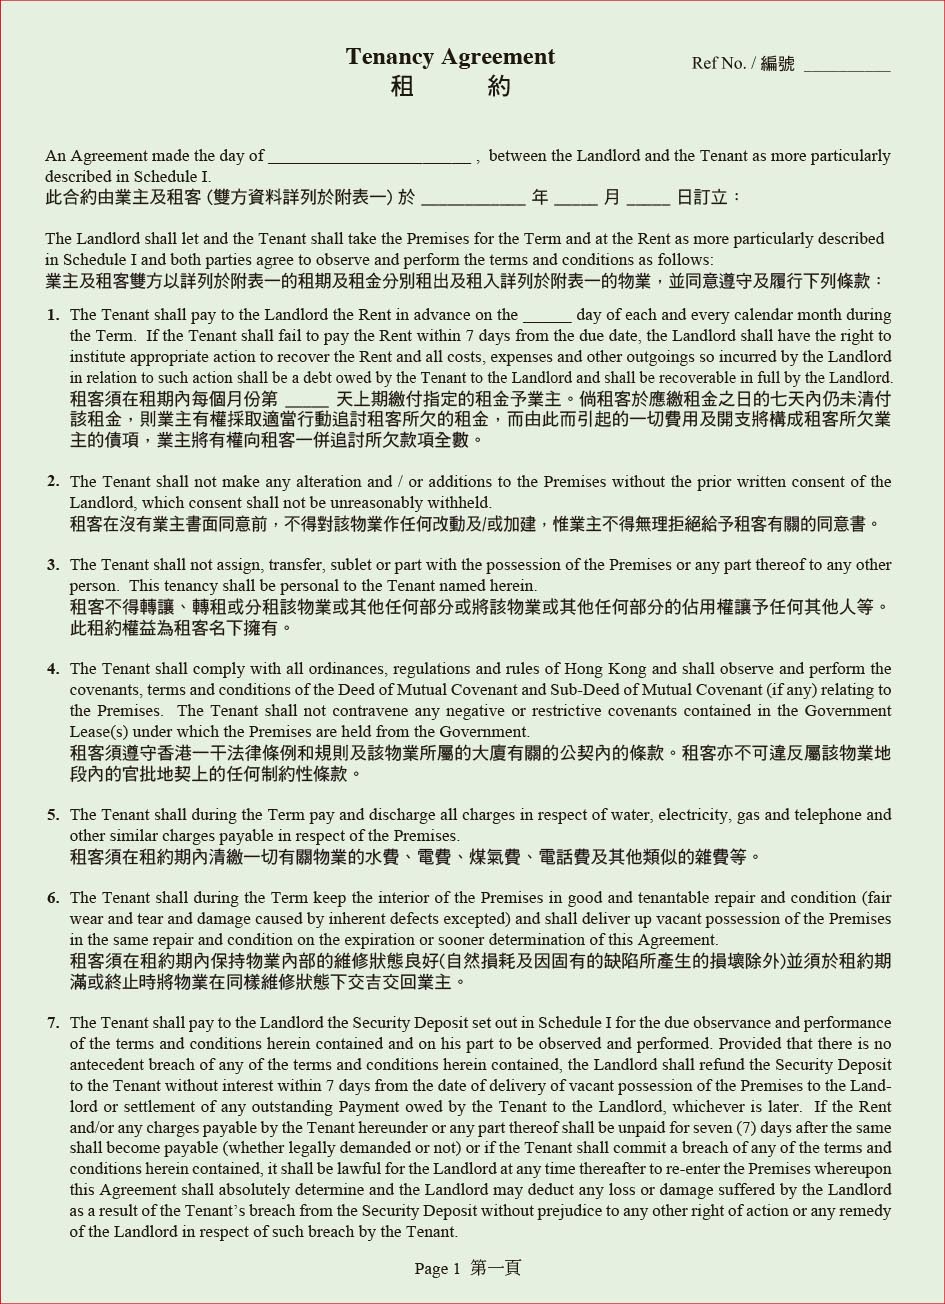 Tenancy Agreement
租 約
Ref No. / 編號 __________
An Agreement made the day of ________________________ , between the Landlord and the Tenant as more particularly
described in Schedule I.
此合約由業主及租客 (雙方資料詳列於附表一) 於 ____________ 年 _____ 月 _____ 日訂立：
The Landlord shall let and the Tenant shall take the Premises for the Term and at the Rent as more particularly described
in Schedule I and both parties agree to observe and perform the terms and conditions as follows:
業主及租客雙方以詳列於附表一的租期及租金分別租出及租入詳列於附表一的物業，並同意遵守及履行下列條款：
1. The Tenant shall pay to the Landlord the Rent in advance on the ______ day of each and every calendar month during
the Term. If the Tenant shall fail to pay the Rent within 7 days from the due date, the Landlord shall have the right to
institute appropriate action to recover the Rent and all costs, expenses and other outgoings so incurred by the Landlord
in relation to such action shall be a debt owed by the Tenant to the Landlord and shall be recoverable in full by the Landlord.
租客須在租期內每個月份第 _____ 天上期繳付指定的租金予業主。倘租客於應繳租金之日的七天內仍未清付
該租金，則業主有權採取適當行動追討租客所欠的租金，而由此而引起的一切費用及開支將構成租客所欠業
主的債項，業主將有權向租客一併追討所欠款項全數。
2. The Tenant shall not make any alteration and / or additions to the Premises without the prior written consent of the
Landlord, which consent shall not be unreasonably withheld.
租客在沒有業主書面同意前，不得對該物業作任何改動及/或加建，惟業主不得無理拒絕給予租客有關的同意書。
3. The Tenant shall not assign, transfer, sublet or part with the possession of the Premises or any part thereof to any other
person. This tenancy shall be personal to the Tenant named herein.
租客不得轉讓、轉租或分租該物業或其他任何部分或將該物業或其他任何部分的佔用權讓予任何其他人等。
此租約權益為租客名下擁有。
4. The Tenant shall comply with all ordinances, regulations and rules of Hong Kong and shall observe and perform the
covenants, terms and conditions of the Deed of Mutual Covenant and Sub-Deed of Mutual Covenant (if any) relating to
the Premises. The Tenant shall not contravene any negative or restrictive covenants contained in the Government
Lease(s) under which the Premises are held from the Government.
租客須遵守香港一干法律條例和規則及該物業所屬的大廈有關的公契內的條款。租客亦不可違反屬該物業地
段內的官批地契上的任何制約性條款。
5. The Tenant shall during the Term pay and discharge all charges in respect of water, electricity, gas and telephone and
other similar charges payable in respect of the Premises.
租客須在租約期內清繳一切有關物業的水費、電費、煤氣費、電話費及其他類似的雜費等。
6. The Tenant shall during the Term keep the interior of the Premises in good and tenantable repair and condition (fair
wear and tear and damage caused by inherent defects excepted) and shall deliver up vacant possession of the Premises
in the same repair and condition on the expiration or sooner determination of this Agreement.
租客須在租約期內保持物業內部的維修狀態良好(自然損耗及因固有的缺陷所產生的損壞除外)並須於租約期
滿或終止時將物業在同樣維修狀態下交吉交回業主。
7. The Tenant shall pay to the Landlord the Security Deposit set out in Schedule I for the due observance and performance
of the terms and conditions herein contained and on his part to be observed and performed. Provided that there is no
antecedent breach of any of the terms and conditions herein contained, the Landlord shall refund the Security Deposit
to the Tenant without interest within 7 days from the date of delivery of vacant possession of the Premises to the Land-
lord or settlement of any outstanding Payment owed by the Tenant to the Landlord, whichever is later. If the Rent
and/or any charges payable by the Tenant hereunder or any part thereof shall be unpaid for seven (7) days after the same
shall become payable (whether legally demanded or not) or if the Tenant shall commit a breach of any of the terms and
conditions herein contained, it shall be lawful for the Landlord at any time thereafter to re-enter the Premises whereupon
this Agreement shall absolutely determine and the Landlord may deduct any loss or damage suffered by the Landlord
as a result of the Tenant’s breach from the Security Deposit without prejudice to any other right of action or any remedy
of the Landlord in respect of such breach by the Tenant.
Page 1 第一頁